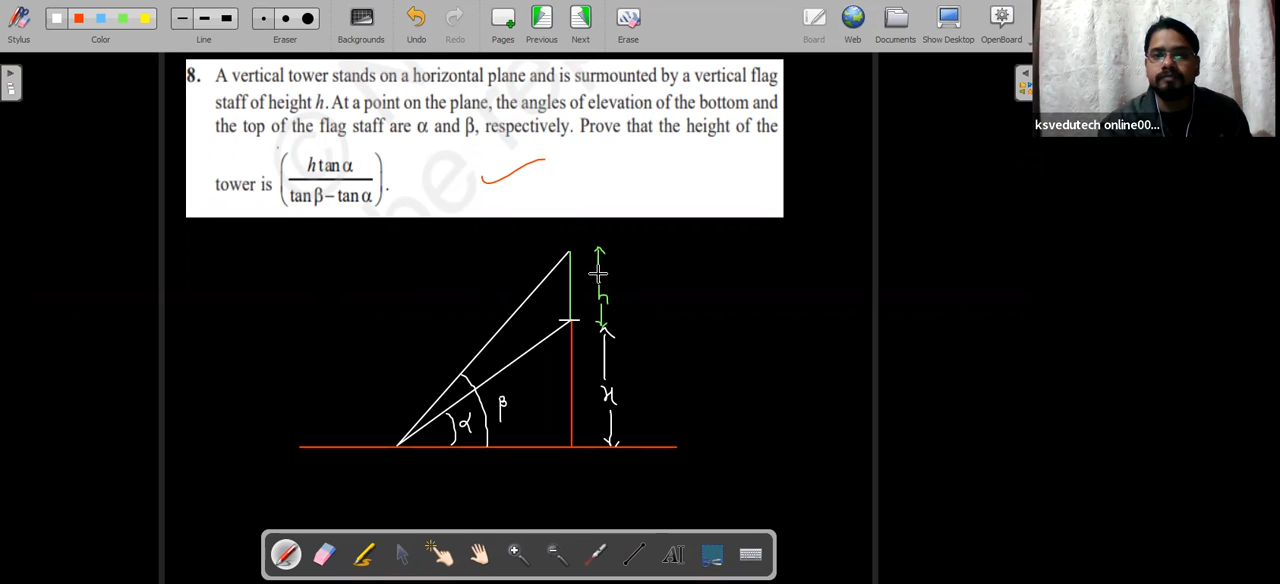 Stylus Color Line Eraser Backgrounds Undo Redo Pages Previous Next Erase Board Web Documents Show Desktop OpenBoard
ksvedutech online00...
8. A vertical tower stands on a horizontal plane and is surmounted by a vertical flag
staff of height h. At a point on the plane, the angles of elevation of the bottom and
the top of the flag staff are α and β, respectively. Prove that the height of the
tower is (h tan α / tan β – tan α).
h
x
β
α
AI